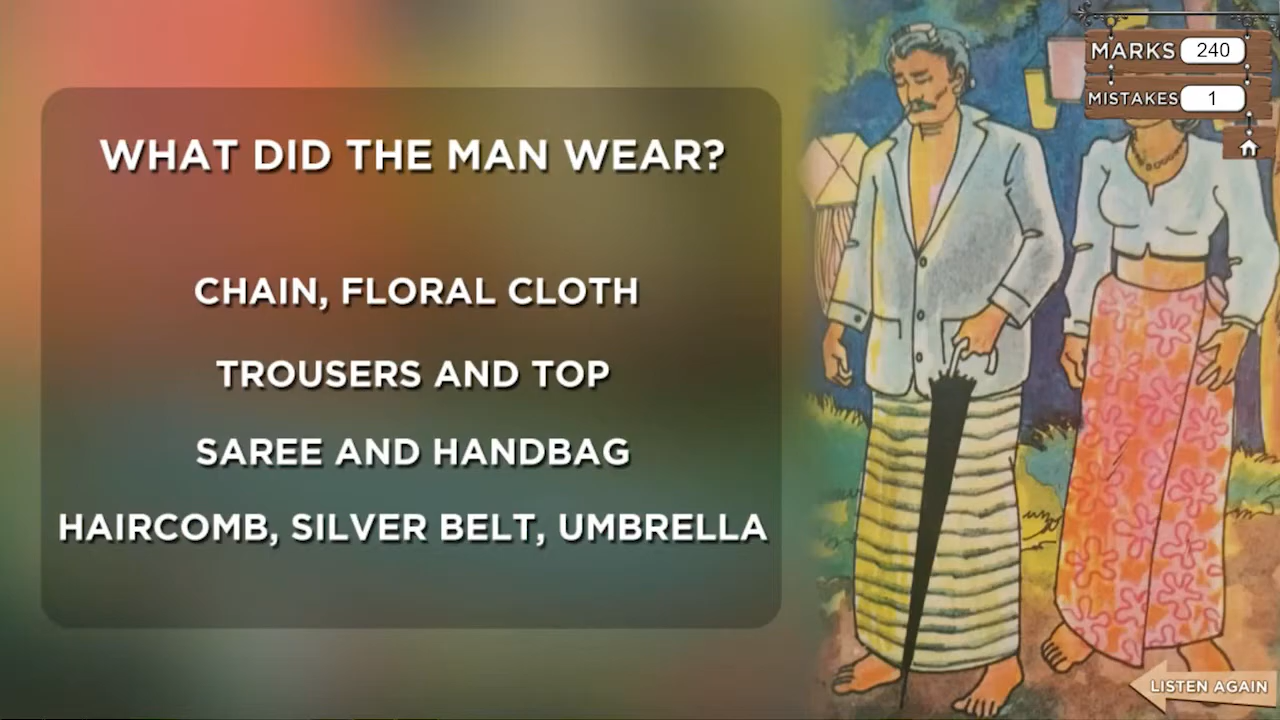 MARKS 240
MISTAKES 1
WHAT DID THE MAN WEAR?
CHAIN, FLORAL CLOTH
TROUSERS AND TOP
SAREE AND HANDBAG
HAIRCOMB, SILVER BELT, UMBRELLA
LISTEN AGAIN